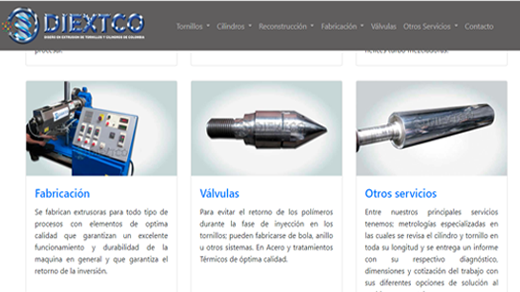 DIEXTCO
DISEÑO EN EXTRUSION DE TORNILLOS Y CILINDROS DE COLOMBIA
Tornillos Cilindros Reconstrucción Fabricación Válvulas Otros Servicios Contacto
procesar.
Fabricación
Se fabrican extrusoras para todo tipo de
procesos con elementos de optima
calidad que garantizan un excelente
funcionamiento y durabilidad de la
maquina en general y que garantiza el
retorno de la inversión.
Válvulas
Para evitar el retorno de los polímeros
durante la fase de inyección en los
tornillos; pueden fabricarse de bola, anillo
u otros sistemas. En Acero y tratamientos
Térmicos de óptima calidad.
Otros servicios
Entre nuestros principales servicios
tenemos; metrologías especializadas en
las cuales se revisa el cilindro y tornillo en
toda su longitud y se entrega un informe
con su respectivo diagnóstico,
dimensiones y cotización del trabajo con
sus diferentes opciones de solución al